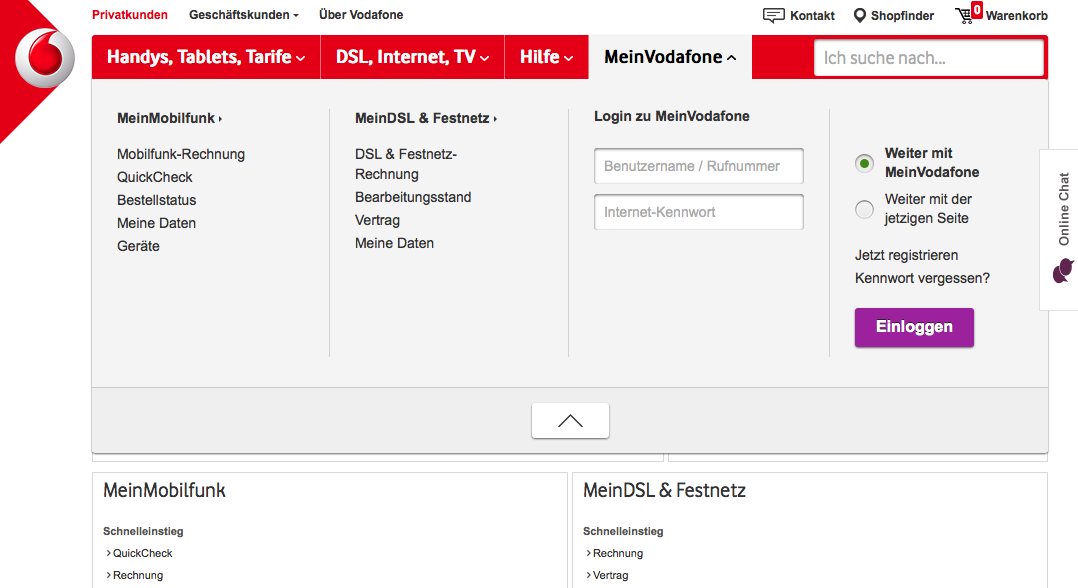 Privatkunden Geschäftskunden Über Vodafone Kontakt Shopfinder 0 Warenkorb
Handys, Tablets, Tarife DSL, Internet, TV Hilfe MeinVodafone Ich suche nach...
MeinMobilfunk
Mobilfunk-Rechnung
QuickCheck
Bestellstatus
Meine Daten
Geräte
MeinDSL & Festnetz
DSL & Festnetz-
Rechnung
Bearbeitungsstand
Vertrag
Meine Daten
Login zu MeinVodafone
Benutzername / Rufnummer
Internet-Kennwort
Weiter mit
MeinVodafone
Weiter mit der
jetzigen Seite
Jetzt registrieren
Kennwort vergessen?
Einloggen
Online Chat
MeinMobilfunk
Schnelleinstieg
QuickCheck
Rechnung
MeinDSL & Festnetz
Schnelleinstieg
Rechnung
Vertrag